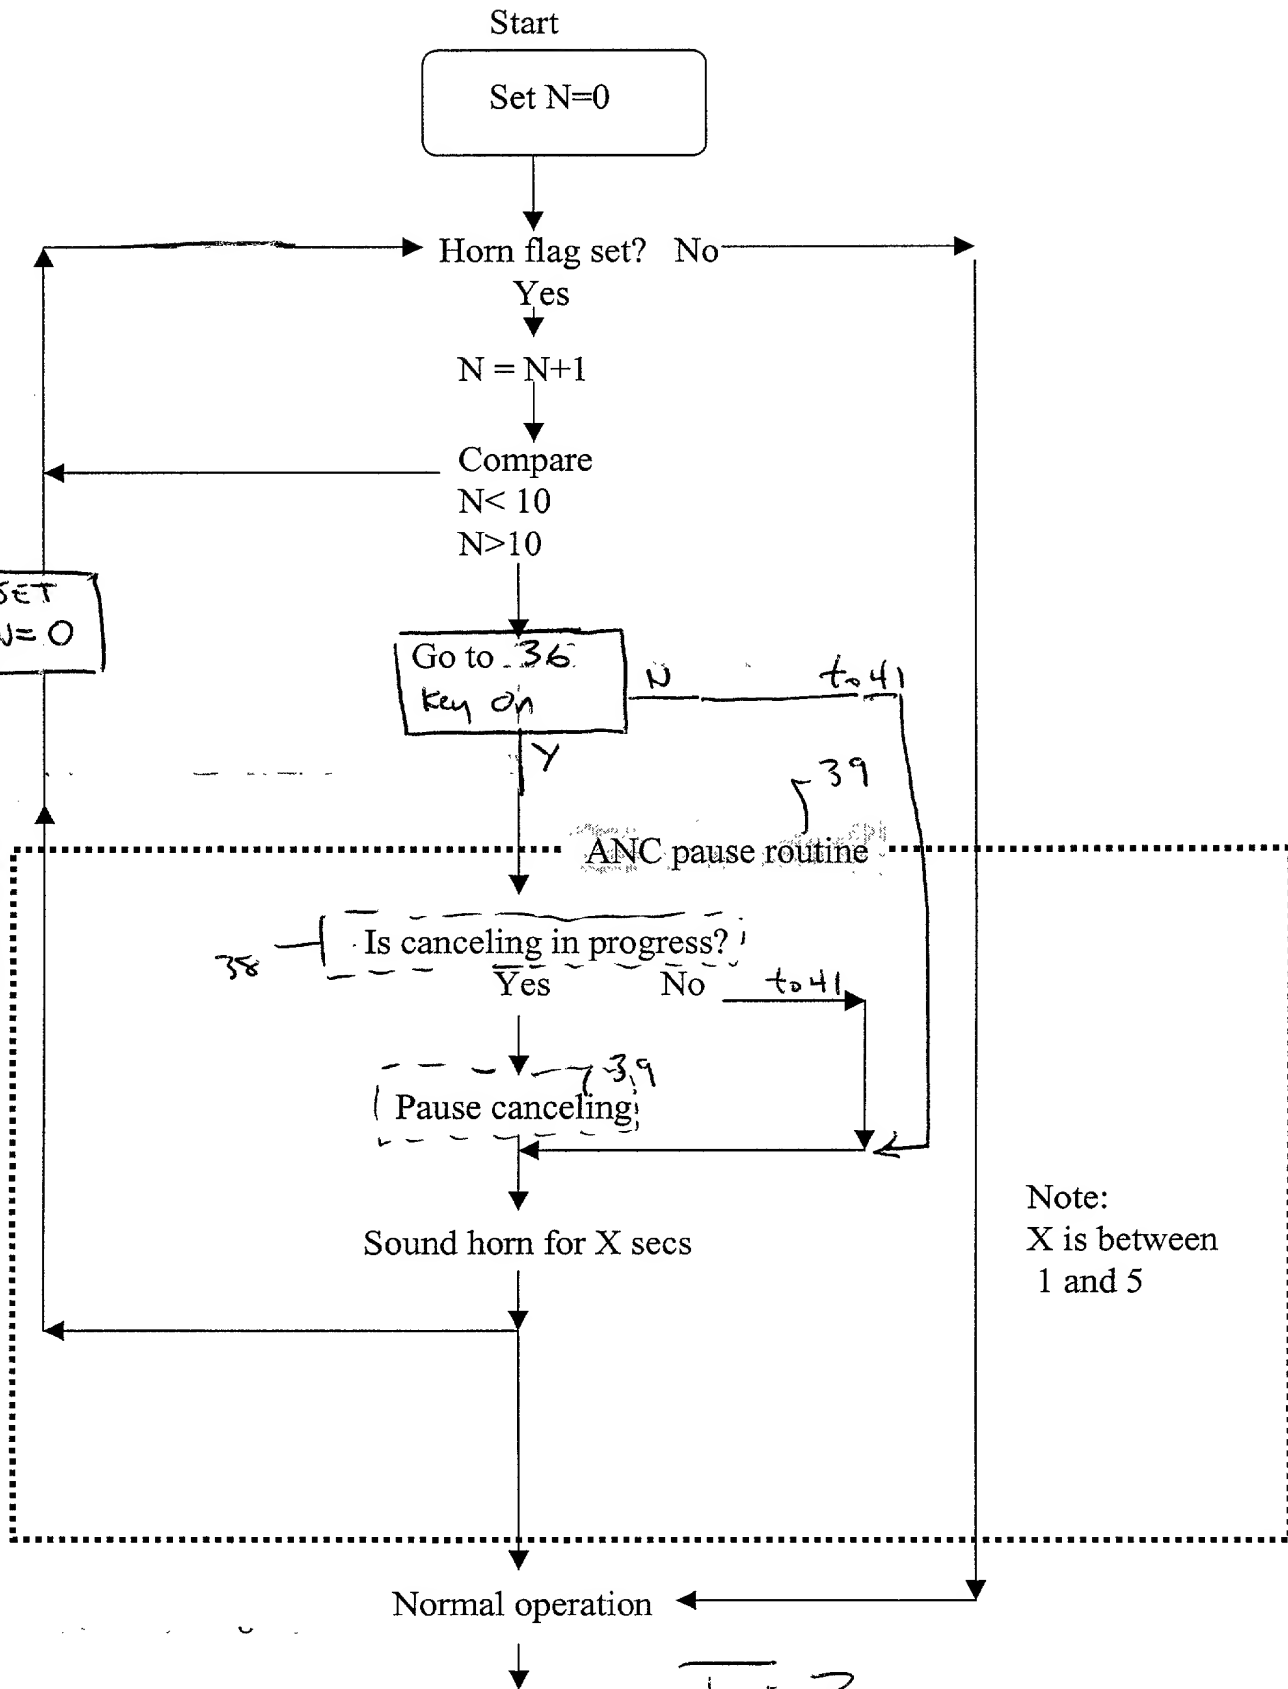 Start
Set N=0
Horn flag set? No
Yes
N = N+1
Compare
N< 10
N>10
N=0
Go to 36
Key On
N to 41
Y
39
ANC pause routine
38
Is canceling in progress?
Yes No to 41
39
Pause canceling
Sound horn for X secs
Note:
X is between
1 and 5
Normal operation